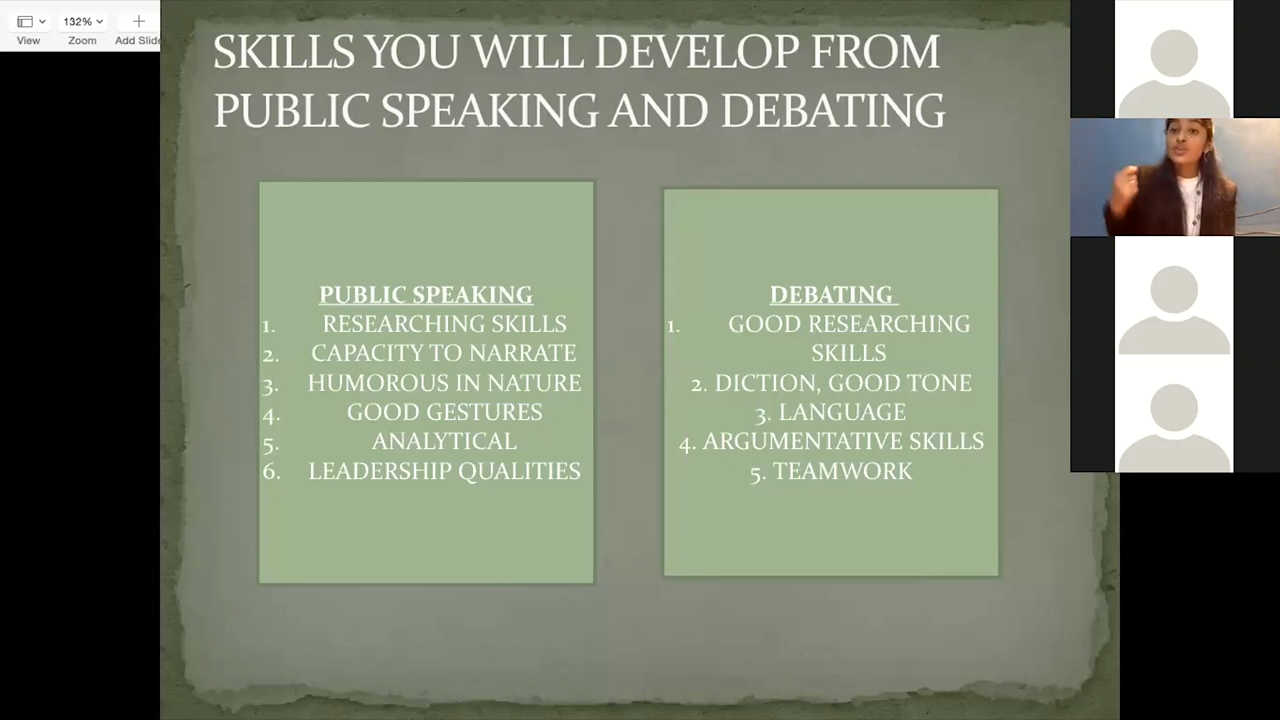 132%
View Zoom Add Slide
SKILLS YOU WILL DEVELOP FROM
PUBLIC SPEAKING AND DEBATING
PUBLIC SPEAKING
1. RESEARCHING SKILLS
2. CAPACITY TO NARRATE
3. HUMOROUS IN NATURE
4. GOOD GESTURES
5. ANALYTICAL
6. LEADERSHIP QUALITIES
DEBATING
1. GOOD RESEARCHING
SKILLS
2. DICTION, GOOD TONE
3. LANGUAGE
4. ARGUMENTATIVE SKILLS
5. TEAMWORK